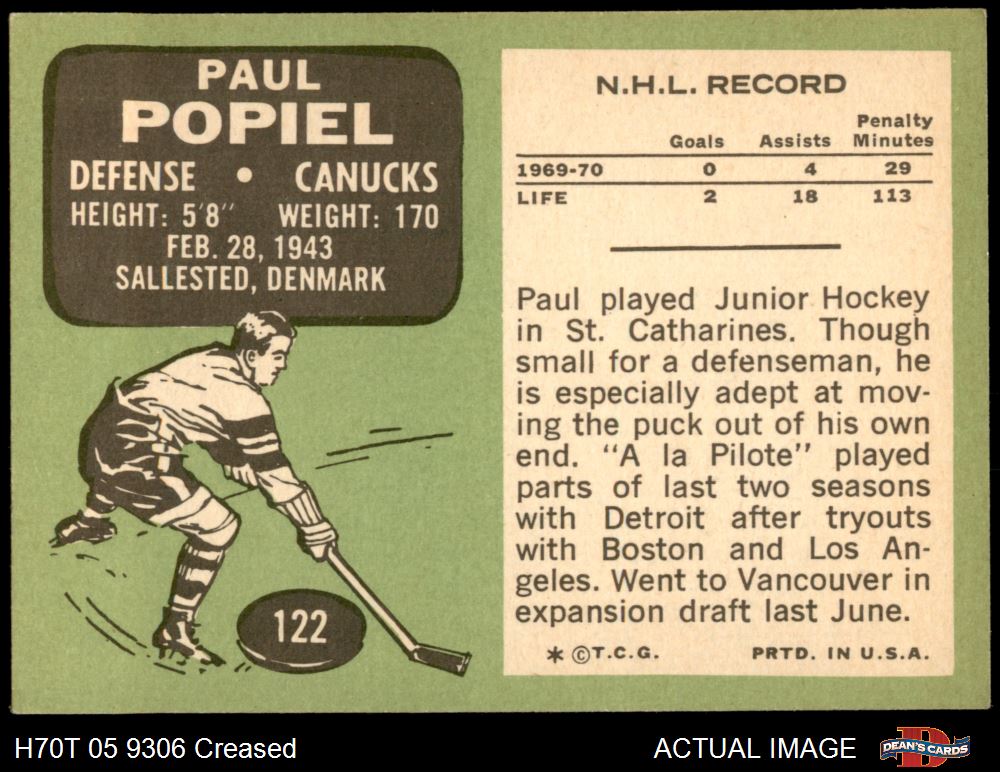 PAUL
POPIEL
DEFENSE • CANUCKS
HEIGHT: 5'8" WEIGHT: 170
FEB. 28, 1943
SALLESTED, DENMARK
122
N.H.L. RECORD
Goals Assists Penalty Minutes
1969-70 0 4 29
LIFE 2 18 113
Paul played Junior Hockey
in St. Catharines. Though
small for a defenseman, he
is especially adept at mov-
ing the puck out of his own
end. "A la Pilote" played
parts of last two seasons
with Detroit after tryouts
with Boston and Los An-
geles. Went to Vancouver in
expansion draft last June.
* ©T.C.G. PRTD. IN U.S.A.
H70T 05 9306 Creased
ACTUAL IMAGE
DEAN'S CARDS